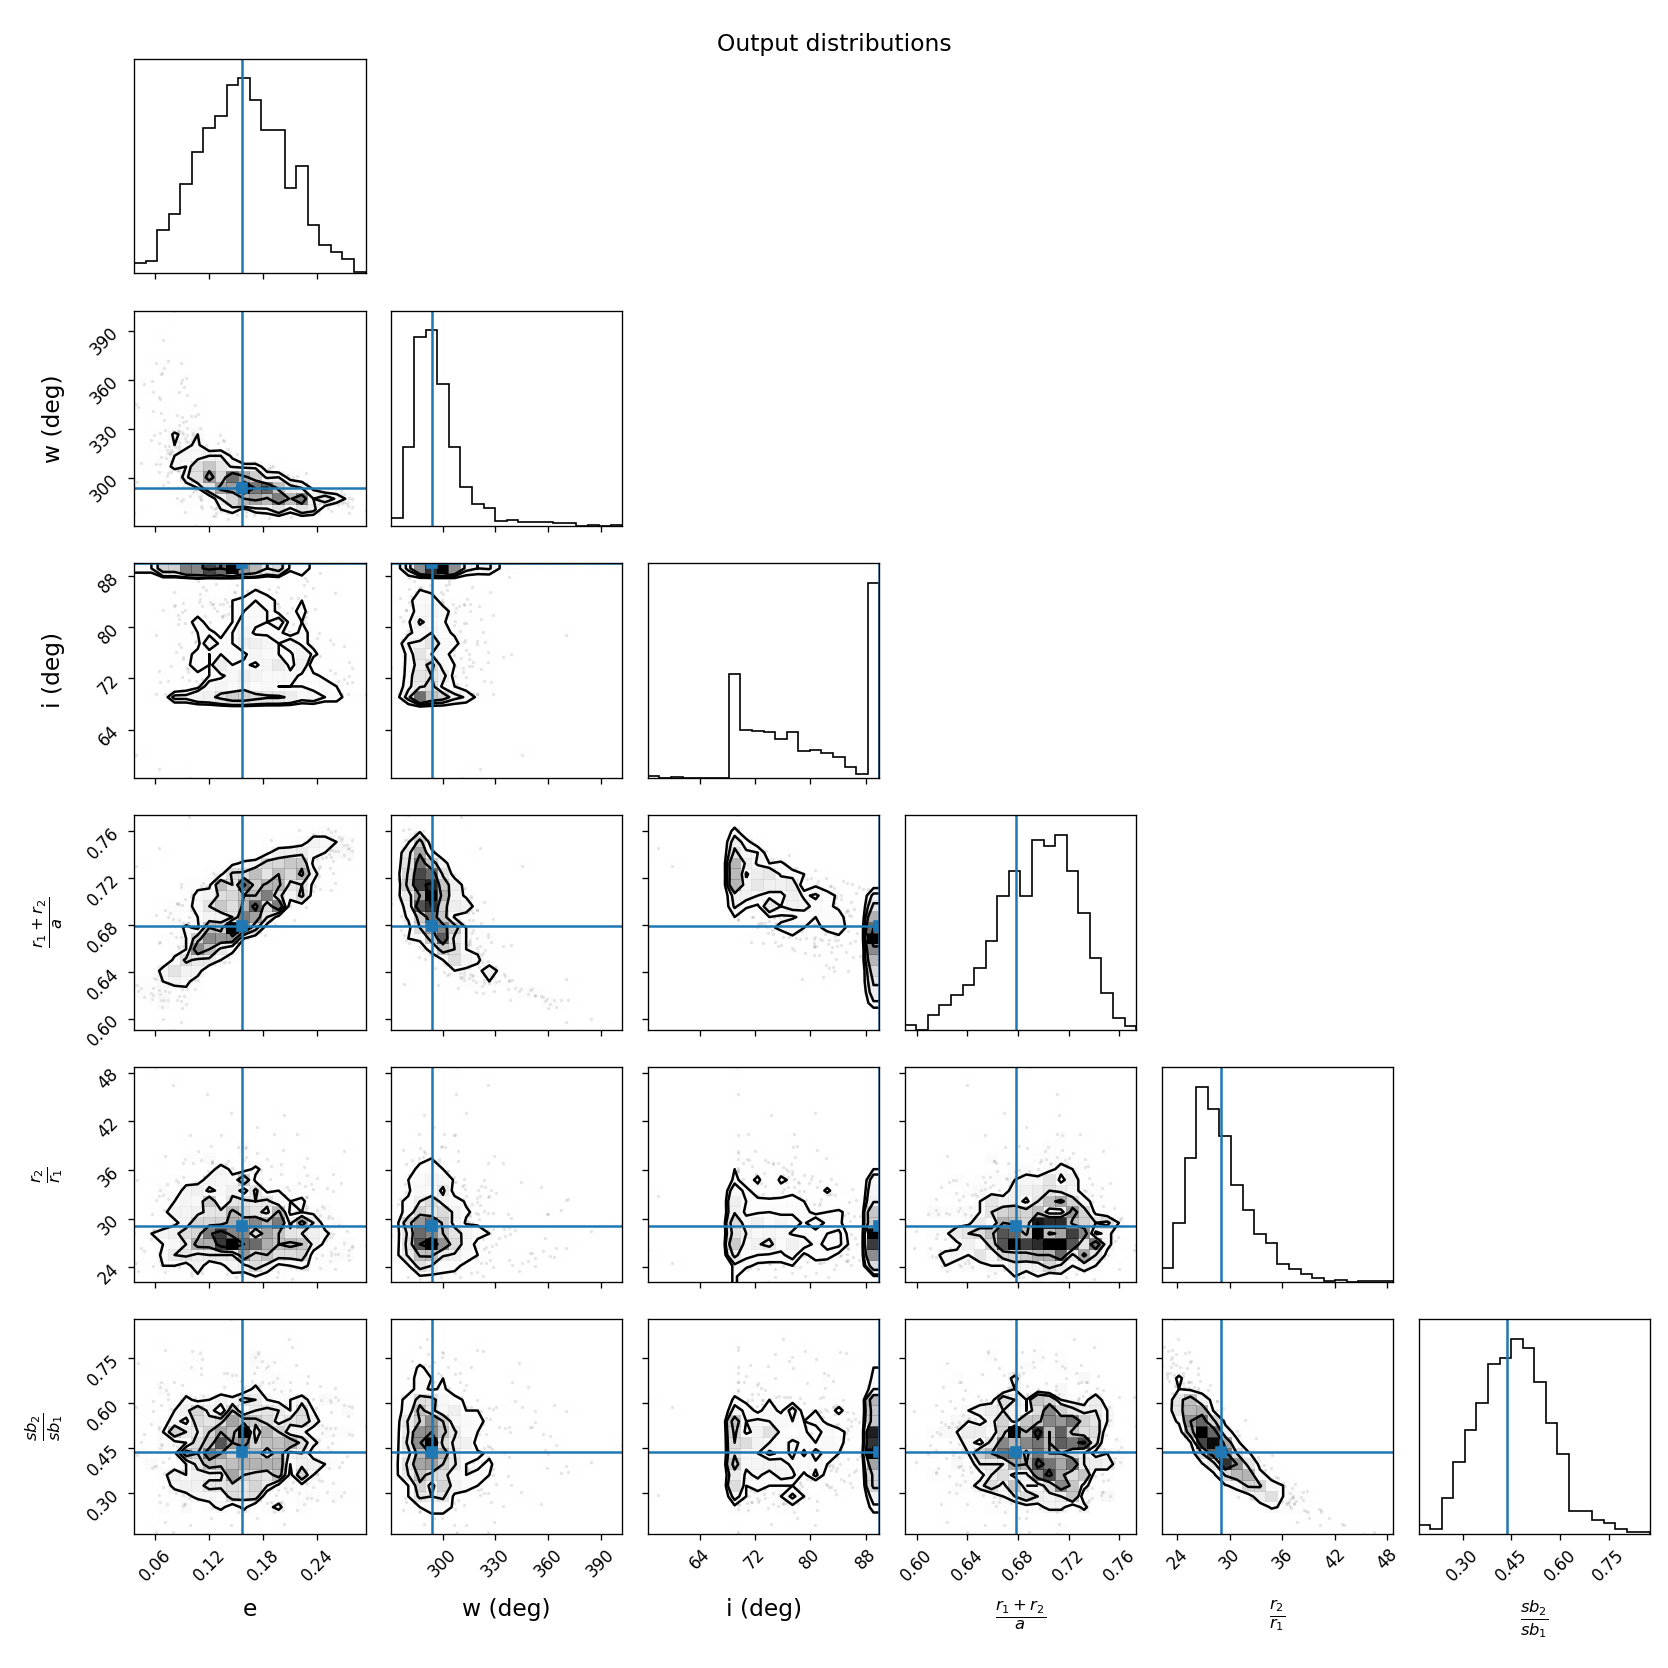 Output distributions
390
360
330
300
w (deg)
88
80
72
64
i (deg)
0.76
0.72
0.68
0.64
0.60
r₁ + r₂
a
48
42
36
30
24
r₂
r₁
0.75
0.60
0.45
0.30
sb₂
sb₁
0.06 0.12 0.18 0.24 300 330 360 390 64 72 80 88 0.60 0.64 0.68 0.72 0.76 24 30 36 42 48 0.30 0.45 0.60 0.75
e w (deg) i (deg)
r₁ + r₂
a
r₂
r₁
sb₂
sb₁